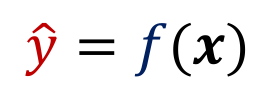 ŷ = f(x)